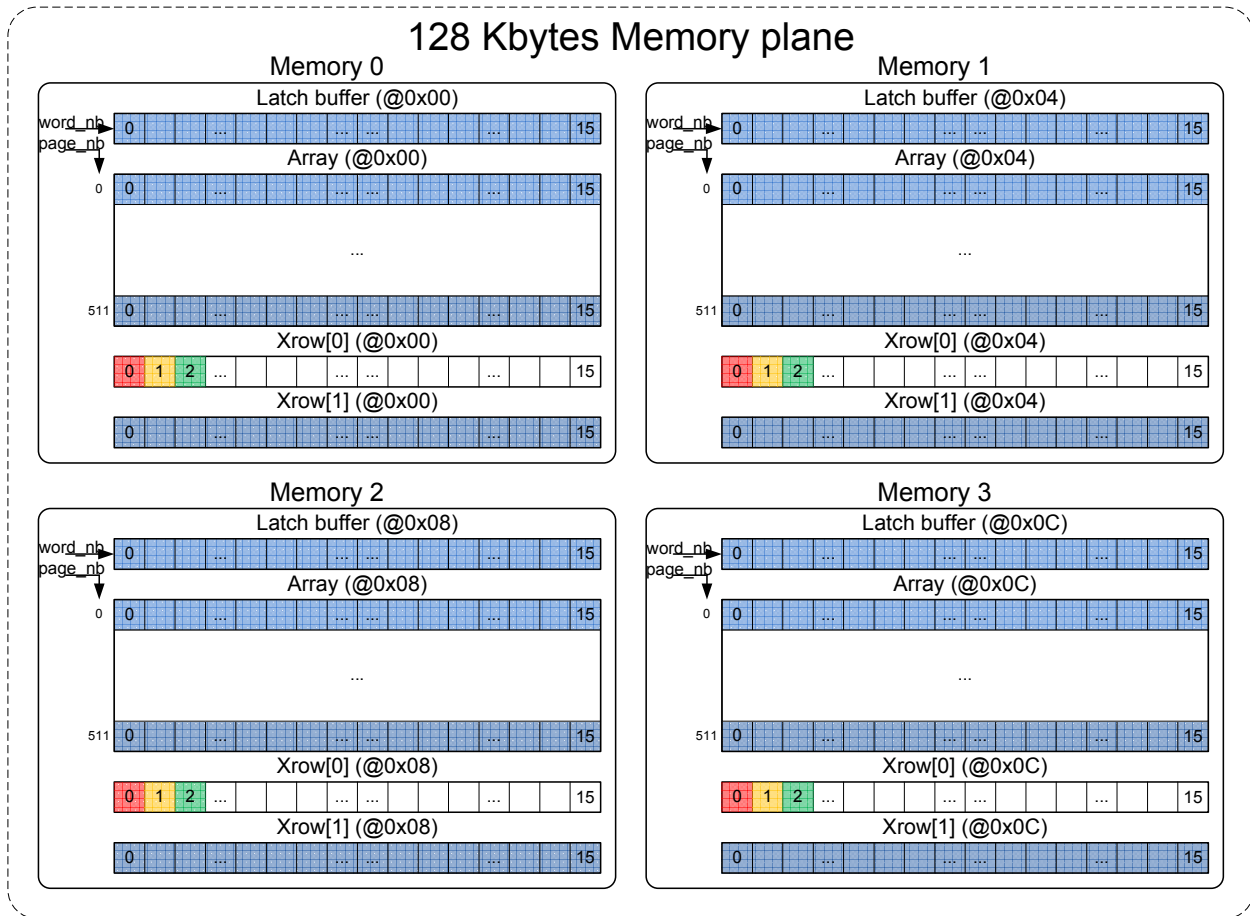 128 Kbytes Memory plane
Memory 0
Latch buffer (@0x00)
word_nb
0 ... ... ... ... 15
page_nb
Array (@0x00)
0
0 ... ... ... ... 15
...
511
0 ... ... ... ... 15
Xrow[0] (@0x00)
0 1 2 ... ... ... ... 15
Xrow[1] (@0x00)
0 ... ... ... ... 15
Memory 1
Latch buffer (@0x04)
word_nb
0 ... ... ... ... 15
page_nb
Array (@0x04)
0
0 ... ... ... ... 15
...
511
0 ... ... ... ... 15
Xrow[0] (@0x04)
0 1 2 ... ... ... ... 15
Xrow[1] (@0x04)
0 ... ... ... ... 15
Memory 2
Latch buffer (@0x08)
word_nb
0 ... ... ... ... 15
page_nb
Array (@0x08)
0
0 ... ... ... ... 15
...
511
0 ... ... ... ... 15
Xrow[0] (@0x08)
0 1 2 ... ... ... ... 15
Xrow[1] (@0x08)
0 ... ... ... ... 15
Memory 3
Latch buffer (@0x0C)
word_nb
0 ... ... ... ... 15
page_nb
Array (@0x0C)
0
0 ... ... ... ... 15
...
511
0 ... ... ... ... 15
Xrow[0] (@0x0C)
0 1 2 ... ... ... ... 15
Xrow[1] (@0x0C)
0 ... ... ... ... 15